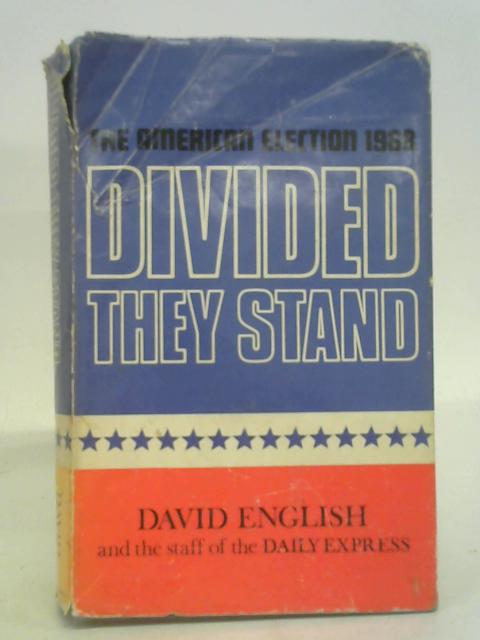 THE AMERICAN ELECTION 1968
DIVIDED
THEY STAND
DAVID ENGLISH
and the staff of the DAILY EXPRESS